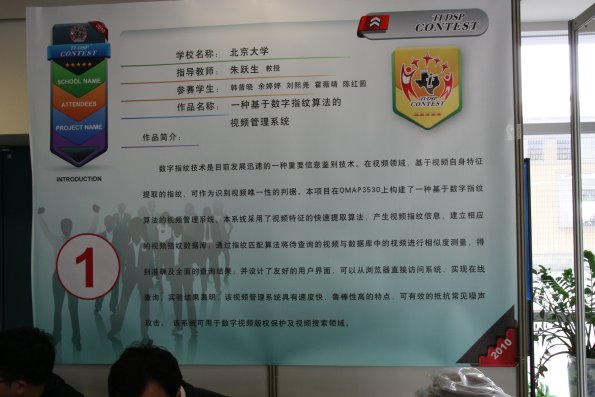 TI DSP
CONTEST
SCHOOL NAME
ATTENDEES
PROJECT NAME
INTRODUCTION
TI DSP
CONTEST
TI DSP
CONTEST
学校名称： 北京大学
指导教师： 朱跃生 教授
参赛学生： 韩普晓 余婷婷 刘熙尧 霍薇靖 陈红圆
作品名称： 一种基于数字指纹算法的
视频管理系统
作品简介：
数字指纹技术是目前发展迅速的一种重要信息鉴别技术。在视频领域，基于视频自身特征
提取的指纹，可作为识别视频唯一性的判据。本项目在OMAP3530上构建了一种基于数字指纹
算法的视频管理系统。本系统采用了视频特征的快速提取算法，产生视频指纹信息，建立相应
的视频指纹数据库；通过指纹匹配算法将待查询的视频与数据库中的视频进行相似度测量，得
到准确及全面的查询结果；并设计了友好的用户界面，可以从浏览器直接访问系统，实现在线
查询。实验结果表明，该视频管理系统具有速度快、鲁棒性高的特点，可有效的抵抗常见噪声
攻击。 该系统可用于数字视频版权保护及视频搜索领域。
1
2010